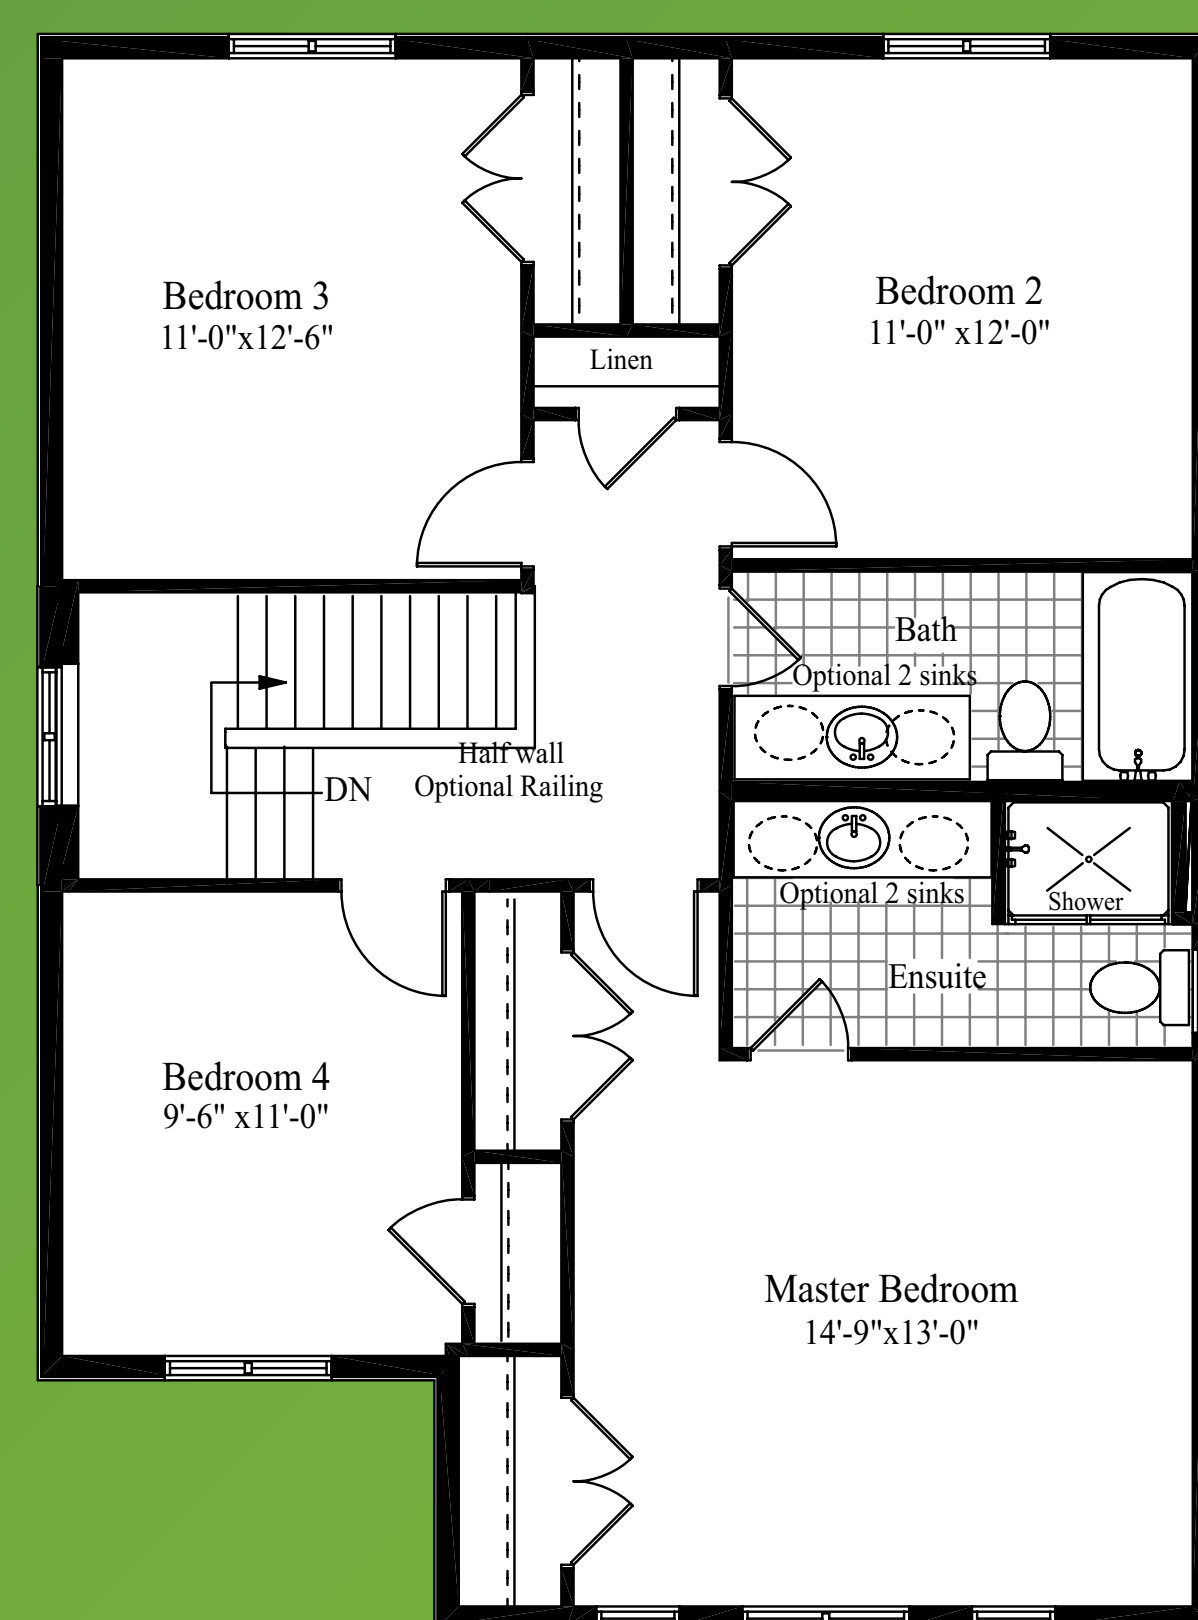 Bedroom 3
11'-0"x12'-6"
Bedroom 2
11'-0" x12'-0"
Linen
Bath
Optional 2 sinks
Half wall
Optional Railing
DN
Optional 2 sinks
Shower
Ensuite
Bedroom 4
9'-6" x11'-0"
Master Bedroom
14'-9"x13'-0"